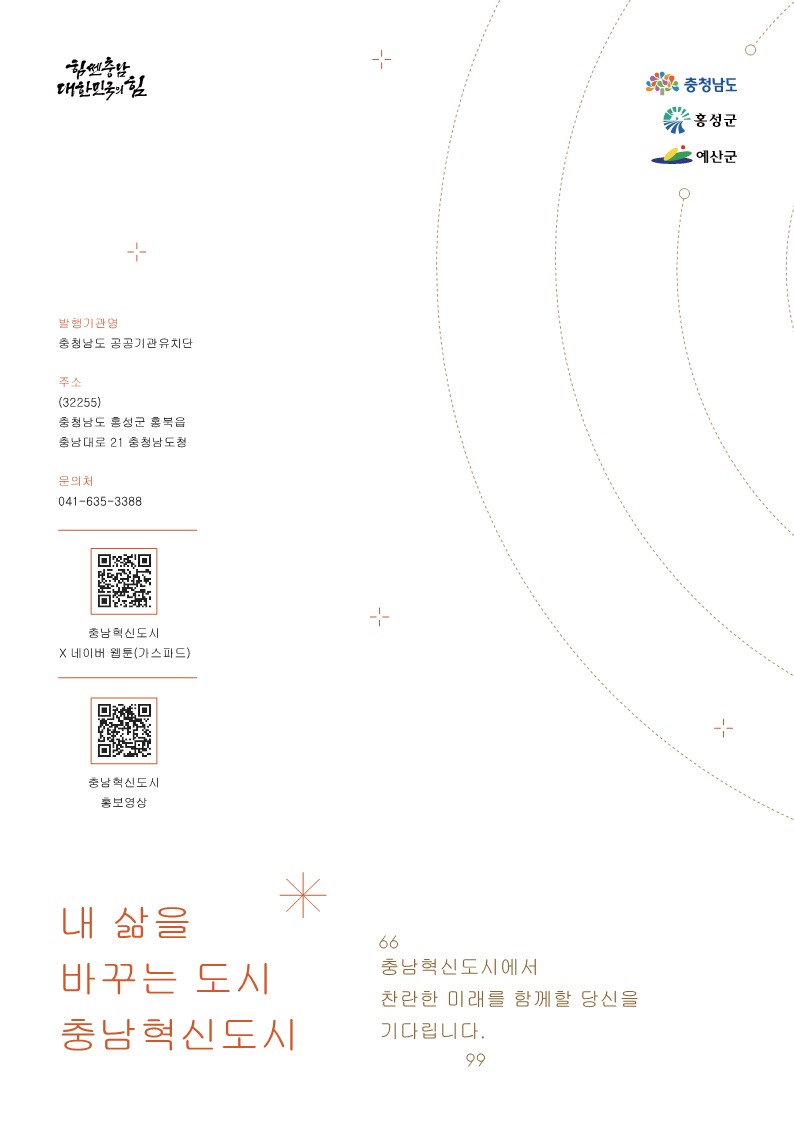 힘쎈충남
대한민국의 힘
충청남도
홍성군
예산군
발행기관명
충청남도 공공기관유치단
주소
(32255)
충청남도 홍성군 홍북읍
충남대로 21 충청남도청
문의처
041-635-3388
충남혁신도시
X 네이버 웹툰(가스파드)
충남혁신도시
홍보영상
내 삶을
바꾸는 도시
충남혁신도시
66
충남혁신도시에서
찬란한 미래를 함께할 당신을
기다립니다.
99